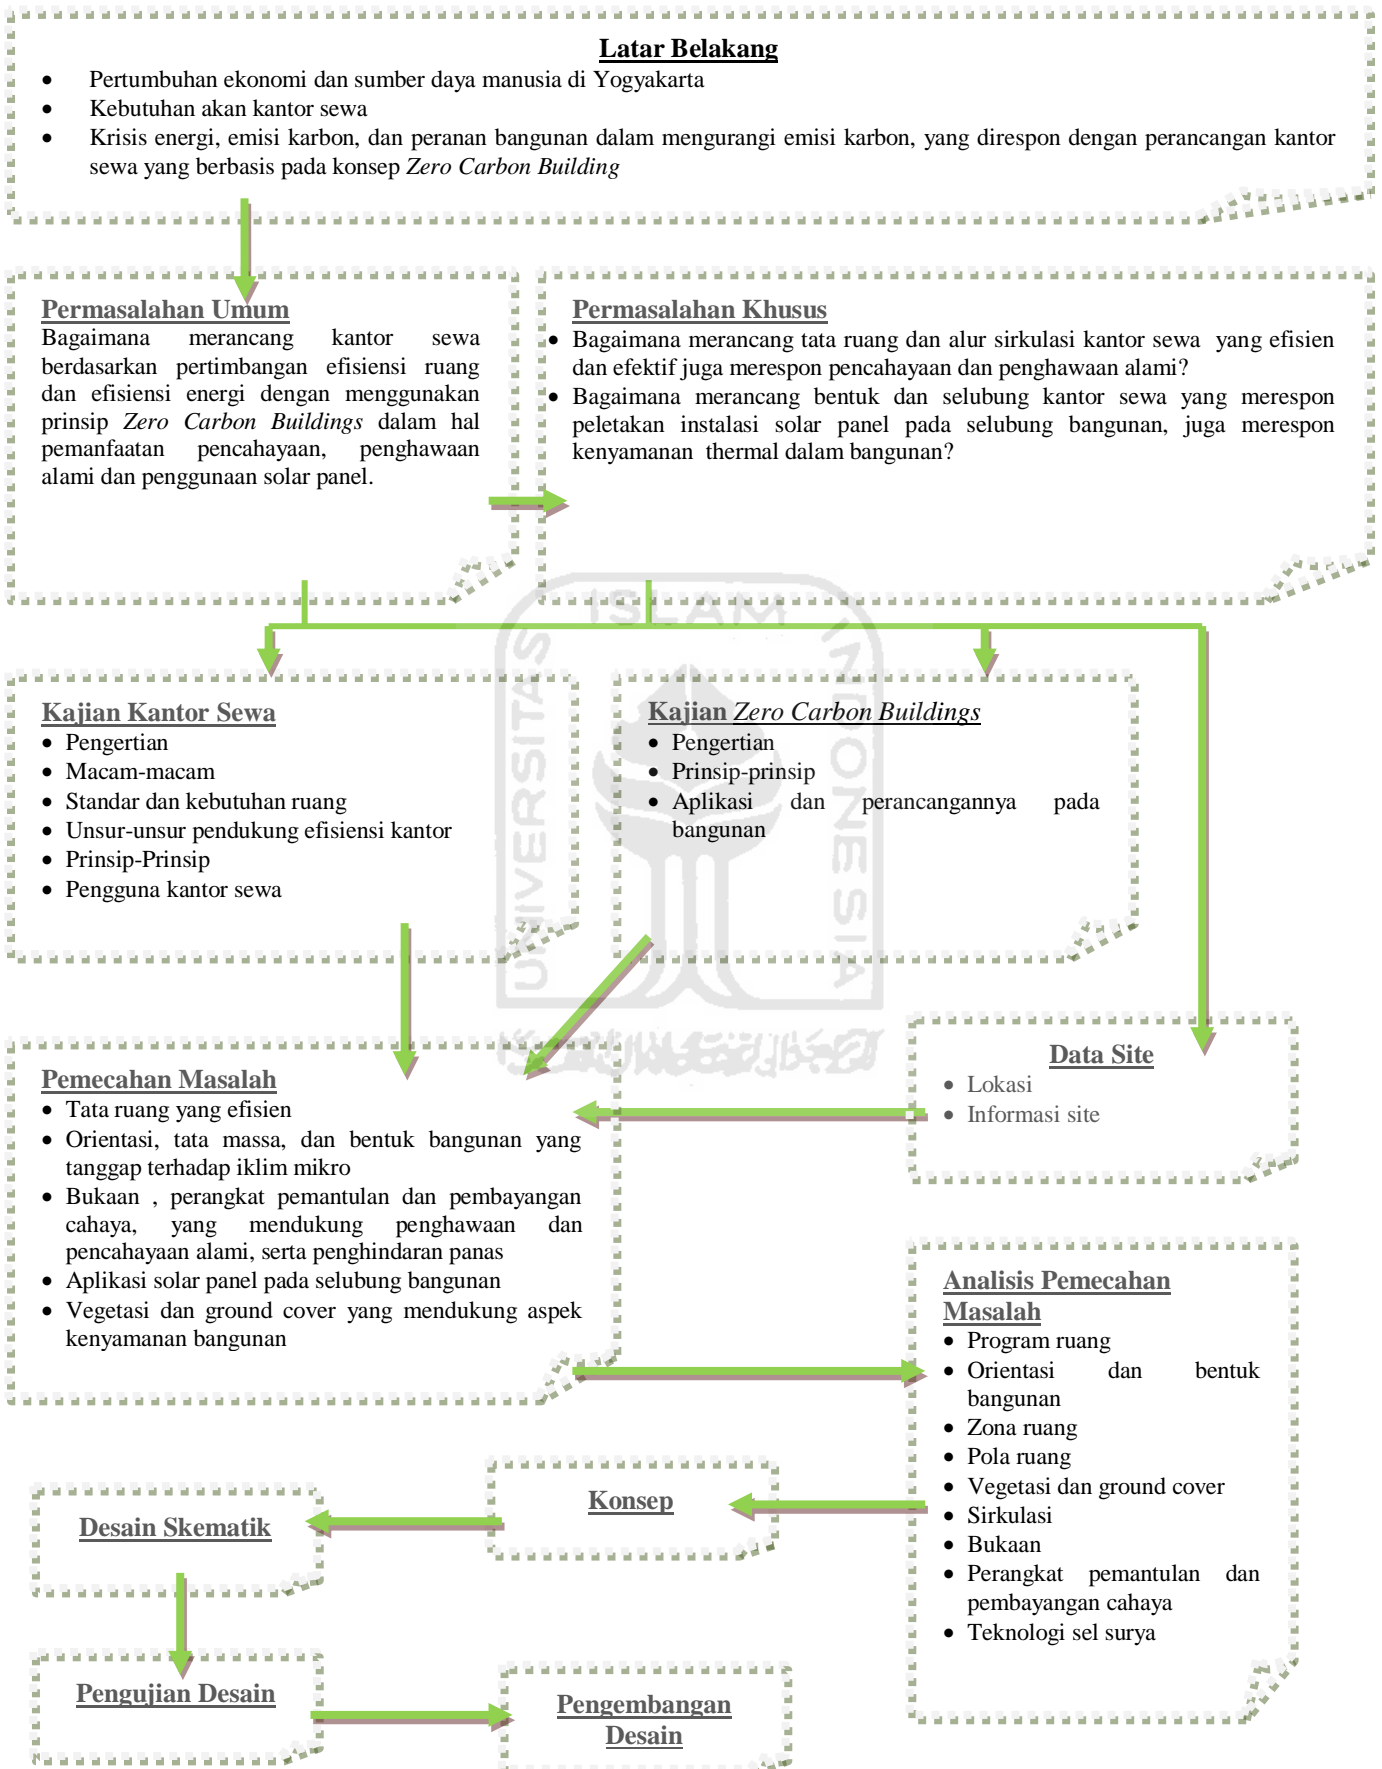 Latar Belakang
• Pertumbuhan ekonomi dan sumber daya manusia di Yogyakarta
• Kebutuhan akan kantor sewa
• Krisis energi, emisi karbon, dan peranan bangunan dalam mengurangi emisi karbon, yang direspon dengan perancangan kantor
sewa yang berbasis pada konsep Zero Carbon Building
Permasalahan Umum
Bagaimana merancang kantor sewa
berdasarkan pertimbangan efisiensi ruang
dan efisiensi energi dengan menggunakan
prinsip Zero Carbon Buildings dalam hal
pemanfaatan pencahayaan, penghawaan
alami dan penggunaan solar panel.
Permasalahan Khusus
• Bagaimana merancang tata ruang dan alur sirkulasi kantor sewa yang efisien
dan efektif juga merespon pencahayaan dan penghawaan alami?
• Bagaimana merancang bentuk dan selubung kantor sewa yang merespon
peletakan instalasi solar panel pada selubung bangunan, juga merespon
kenyamanan thermal dalam bangunan?
Kajian Kantor Sewa
• Pengertian
• Macam-macam
• Standar dan kebutuhan ruang
• Unsur-unsur pendukung efisiensi kantor
• Prinsip-Prinsip
• Pengguna kantor sewa
Kajian Zero Carbon Buildings
• Pengertian
• Prinsip-prinsip
• Aplikasi dan perancangannya pada
bangunan
UNIVERSITAS
ISLAM
INDONESIA
Data Site
• Lokasi
• Informasi site
Pemecahan Masalah
• Tata ruang yang efisien
• Orientasi, tata massa, dan bentuk bangunan yang
tanggap terhadap iklim mikro
• Bukaan , perangkat pemantulan dan pembayangan
cahaya, yang mendukung penghawaan dan
pencahayaan alami, serta penghindaran panas
• Aplikasi solar panel pada selubung bangunan
• Vegetasi dan ground cover yang mendukung aspek
kenyamanan bangunan
Analisis Pemecahan
Masalah
• Program ruang
• Orientasi dan bentuk
bangunan
• Zona ruang
• Pola ruang
• Vegetasi dan ground cover
• Sirkulasi
• Bukaan
• Perangkat pemantulan dan
pembayangan cahaya
• Teknologi sel surya
Konsep
Desain Skematik
Pengujian Desain
Pengembangan
Desain